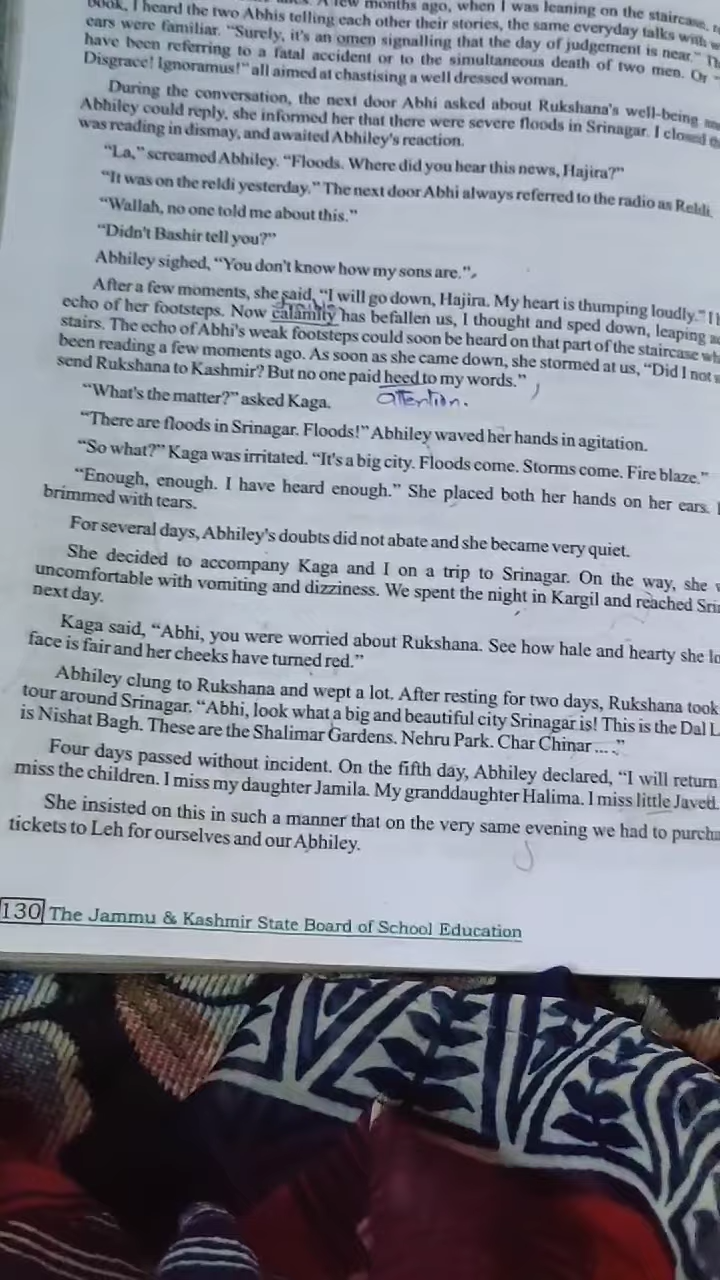 book, I heard the two Abhis telling each other their stories, the same everyday talks with
ears were familiar. “Surely, it's an omen signalling that the day of judgement is near.”
have been referring to a fatal accident or to the simultaneous death of two men. Or
Disgrace! Ignoramus!” all aimed at chastising a well dressed woman.
During the conversation, the next door Abhi asked about Rukshana's well-being
Abhiley could reply, she informed her that there were severe floods in Srinagar. I closed
was reading in dismay, and awaited Abhiley's reaction.
“La,” screamed Abhiley. “Floods. Where did you hear this news, Hajira?”
“It was on the reldi yesterday.” The next door Abhi always referred to the radio as Reldi.
“Wallah, no one told me about this.”
“Didn't Bashir tell you?”
Abhiley sighed, “You don't know how my sons are.”
After a few moments, she said, “I will go down, Hajira. My heart is thumping loudly.” I
echo of her footsteps. Now calamity has befallen us, I thought and sped down, leaping
stairs. The echo of Abhi's weak footsteps could soon be heard on that part of the staircase
been reading a few moments ago. As soon as she came down, she stormed at us, “Did I not
send Rukshana to Kashmir? But no one paid heed to my words.”
“What's the matter?” asked Kaga. attention.
“There are floods in Srinagar. Floods!” Abhiley waved her hands in agitation.
“So what?” Kaga was irritated. “It's a big city. Floods come. Storms come. Fire blaze.”
“Enough, enough. I have heard enough.” She placed both her hands on her ears.
brimmed with tears.
For several days, Abhiley's doubts did not abate and she became very quiet.
She decided to accompany Kaga and I on a trip to Srinagar. On the way, she
uncomfortable with vomiting and dizziness. We spent the night in Kargil and reached
next day.
Kaga said, “Abhi, you were worried about Rukshana. See how hale and hearty she
face is fair and her cheeks have turned red.”
Abhiley clung to Rukshana and wept a lot. After resting for two days, Rukshana took
tour around Srinagar. “Abhi, look what a big and beautiful city Srinagar is! This is the Dal
is Nishat Bagh. These are the Shalimar Gardens. Nehru Park. Char Chinar ....”
Four days passed without incident. On the fifth day, Abhiley declared, “I will return
miss the children. I miss my daughter Jamila. My granddaughter Halima. I miss little Javed.
She insisted on this in such a manner that on the very same evening we had to
tickets to Leh for ourselves and our Abhiley.
130 The Jammu & Kashmir State Board of School Education